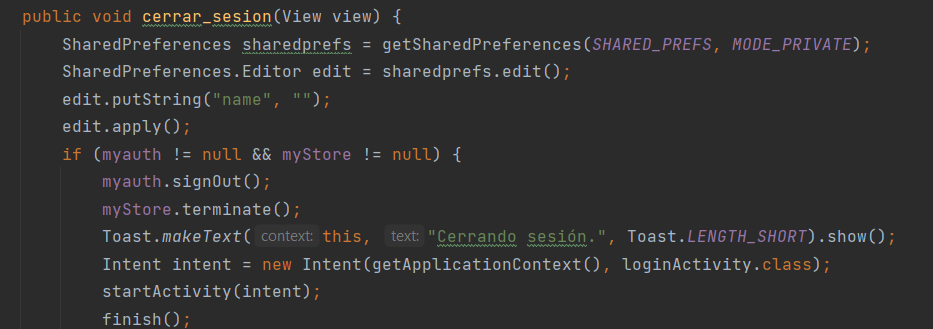 public void cerrar_sesion(View view) {
SharedPreferences sharedprefs = getSharedPreferences(SHARED_PREFS, MODE_PRIVATE);
SharedPreferences.Editor edit = sharedprefs.edit();
edit.putString("name", "");
edit.apply();
if (myauth != null && myStore != null) {
myauth.signOut();
myStore.terminate();
Toast.makeText( context: this, text: "Cerrando sesión.", Toast.LENGTH_SHORT).show();
Intent intent = new Intent(getApplicationContext(), loginActivity.class);
startActivity(intent);
finish();